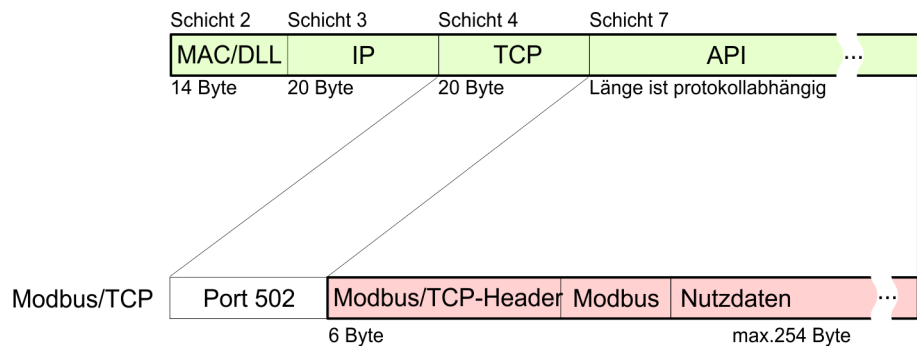 Schicht 2 Schicht 3 Schicht 4 Schicht 7
MAC/DLL IP TCP API ...
14 Byte 20 Byte 20 Byte Länge ist protokollabhängig
Modbus/TCP Port 502 Modbus/TCP-Header Modbus Nutzdaten ...
6 Byte max.254 Byte